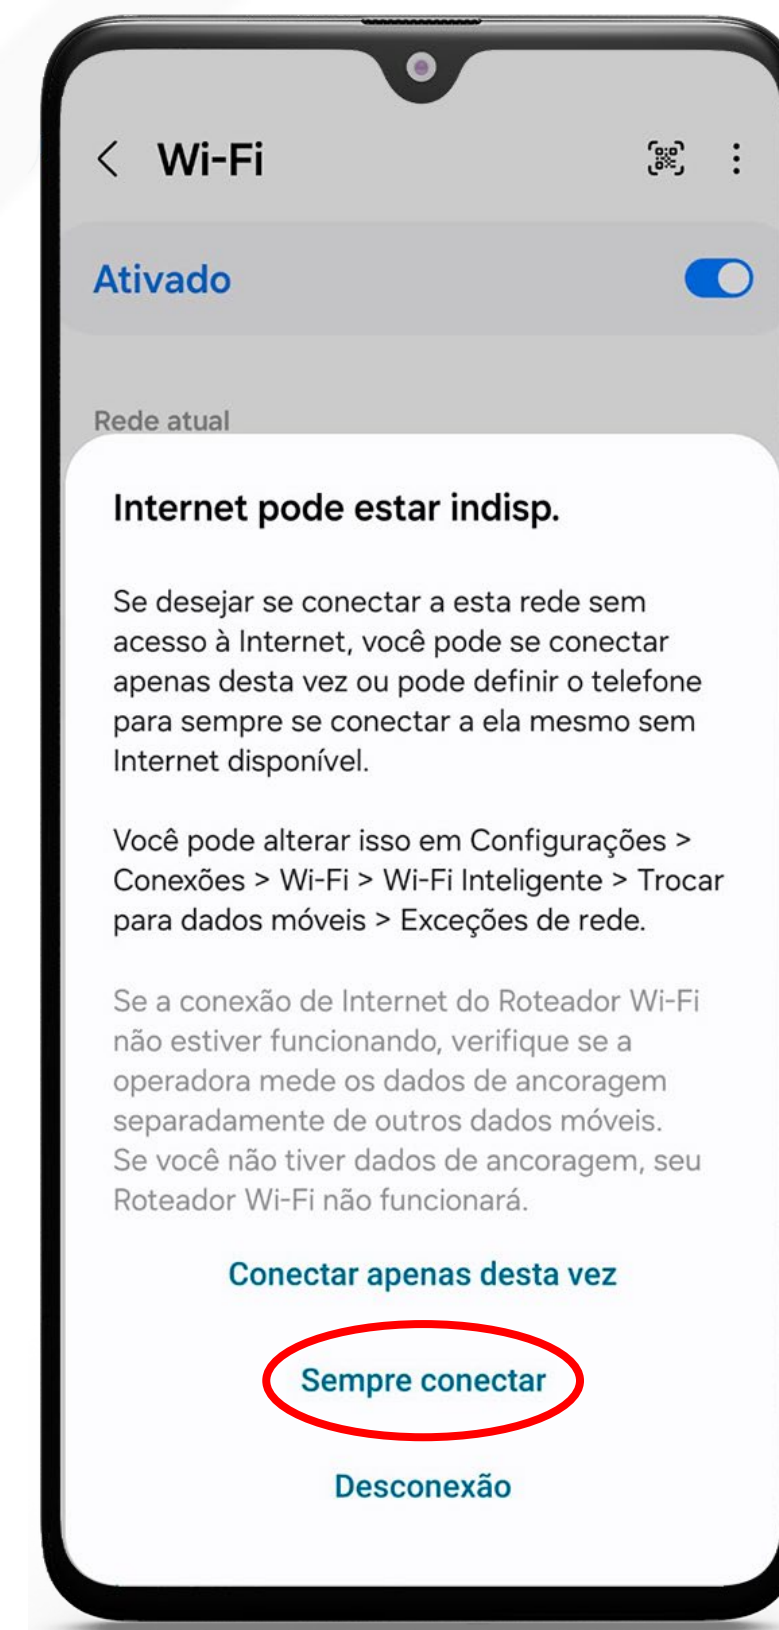 Wi-Fi
Ativado
Rede atual
Internet pode estar indisp.
Se desejar se conectar a esta rede sem
acesso à Internet, você pode se conectar
apenas desta vez ou pode definir o telefone
para sempre se conectar a ela mesmo sem
Internet disponível.
Você pode alterar isso em Configurações >
Conexões > Wi-Fi > Wi-Fi Inteligente > Trocar
para dados móveis > Exceções de rede.
Se a conexão de Internet do Roteador Wi-Fi
não estiver funcionando, verifique se a
operadora mede os dados de ancoragem
separadamente de outros dados móveis.
Se você não tiver dados de ancoragem, seu
Roteador Wi-Fi não funcionará.
Conectar apenas desta vez
Sempre conectar
Desconexão